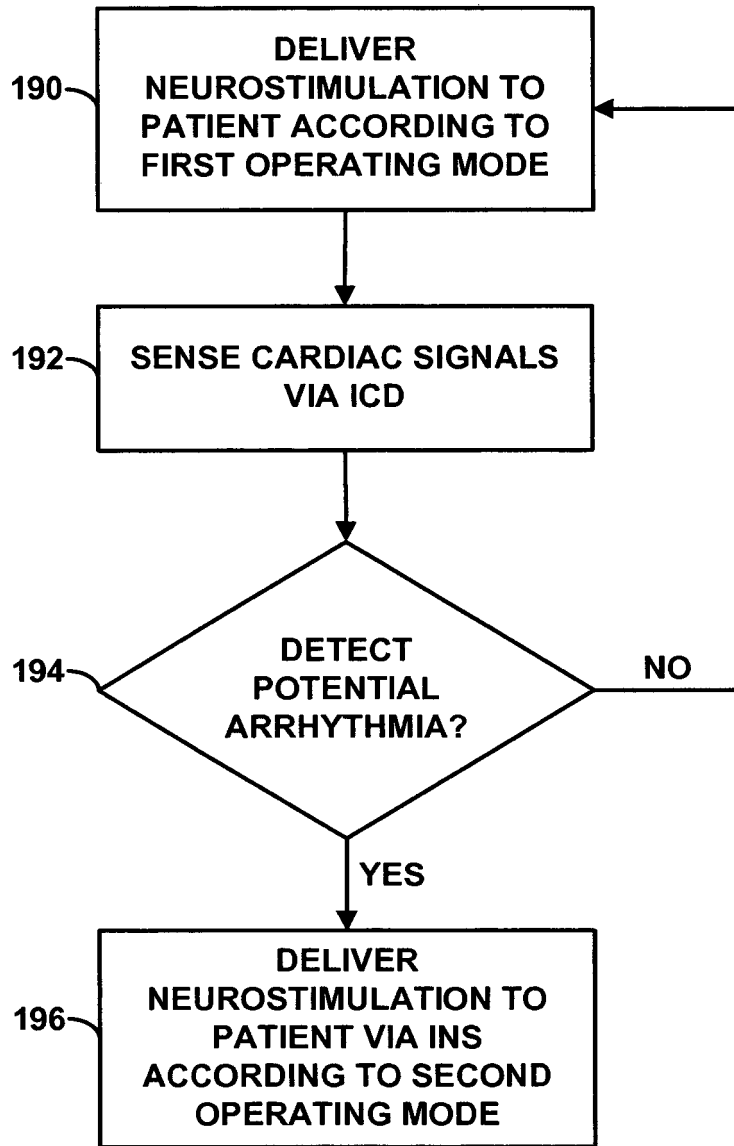 190
DELIVER
NEUROSTIMULATION TO
PATIENT ACCORDING TO
FIRST OPERATING MODE
192
SENSE CARDIAC SIGNALS
VIA ICD
194
DETECT
POTENTIAL
ARRHYTHMIA?
NO
YES
196
DELIVER
NEUROSTIMULATION TO
PATIENT VIA INS
ACCORDING TO SECOND
OPERATING MODE